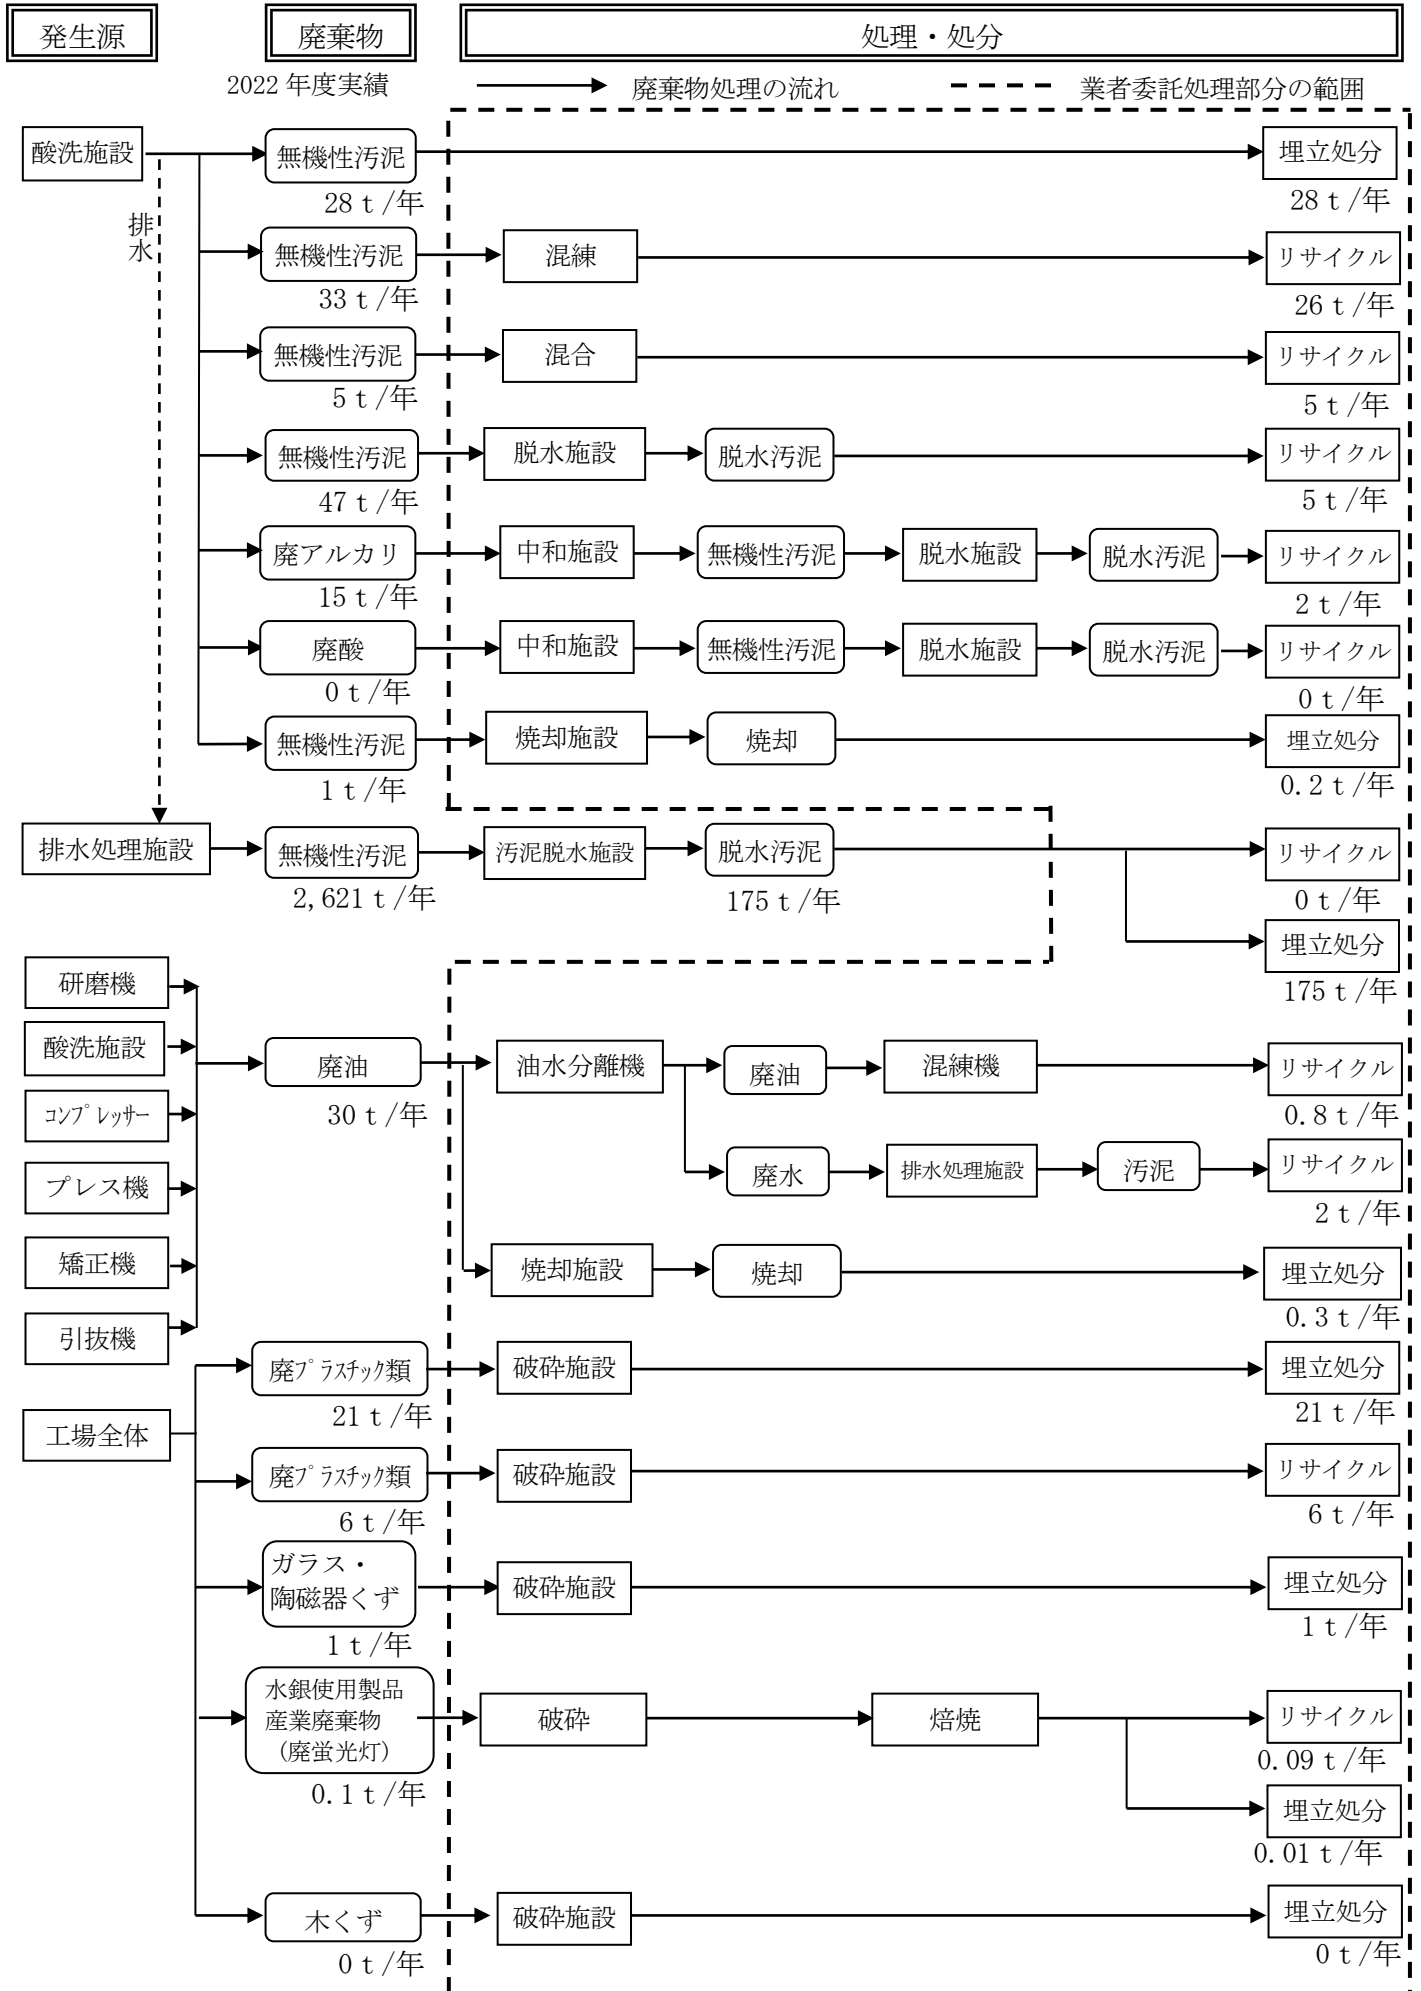 発生源
廃棄物
処理・処分
2022 年度実績
廃棄物処理の流れ
業者委託処理部分の範囲
酸洗施設
無機性汚泥
28ｔ/年
埋立処分
28ｔ/年
排水
無機性汚泥
33ｔ/年
混練
リサイクル
26ｔ/年
無機性汚泥
5ｔ/年
混合
リサイクル
5ｔ/年
無機性汚泥
47ｔ/年
脱水施設
脱水汚泥
リサイクル
5ｔ/年
廃アルカリ
15ｔ/年
中和施設
無機性汚泥
脱水施設
脱水汚泥
リサイクル
2ｔ/年
廃酸
0ｔ/年
中和施設
無機性汚泥
脱水施設
脱水汚泥
リサイクル
0ｔ/年
無機性汚泥
1ｔ/年
焼却施設
焼却
埋立処分
0.2ｔ/年
排水処理施設
無機性汚泥
2,621ｔ/年
汚泥脱水施設
脱水汚泥
175ｔ/年
リサイクル
0ｔ/年
埋立処分
175ｔ/年
研磨機
酸洗施設
ｺﾝﾌﾟﾚｯｻｰ
プレス機
矯正機
引抜機
廃油
30ｔ/年
油水分離機
廃油
混練機
リサイクル
0.8ｔ/年
廃水
排水処理施設
汚泥
リサイクル
2ｔ/年
焼却施設
焼却
埋立処分
0.3ｔ/年
工場全体
廃ﾌﾟﾗｽﾁｯｸ類
21ｔ/年
破砕施設
埋立処分
21ｔ/年
廃ﾌﾟﾗｽﾁｯｸ類
6ｔ/年
破砕施設
リサイクル
6ｔ/年
ガラス・
陶磁器くず
1ｔ/年
破砕施設
埋立処分
1ｔ/年
水銀使用製品
産業廃棄物
（廃蛍光灯）
0.1ｔ/年
破砕
焙焼
リサイクル
0.09ｔ/年
埋立処分
0.01ｔ/年
木くず
0ｔ/年
破砕施設
埋立処分
0ｔ/年